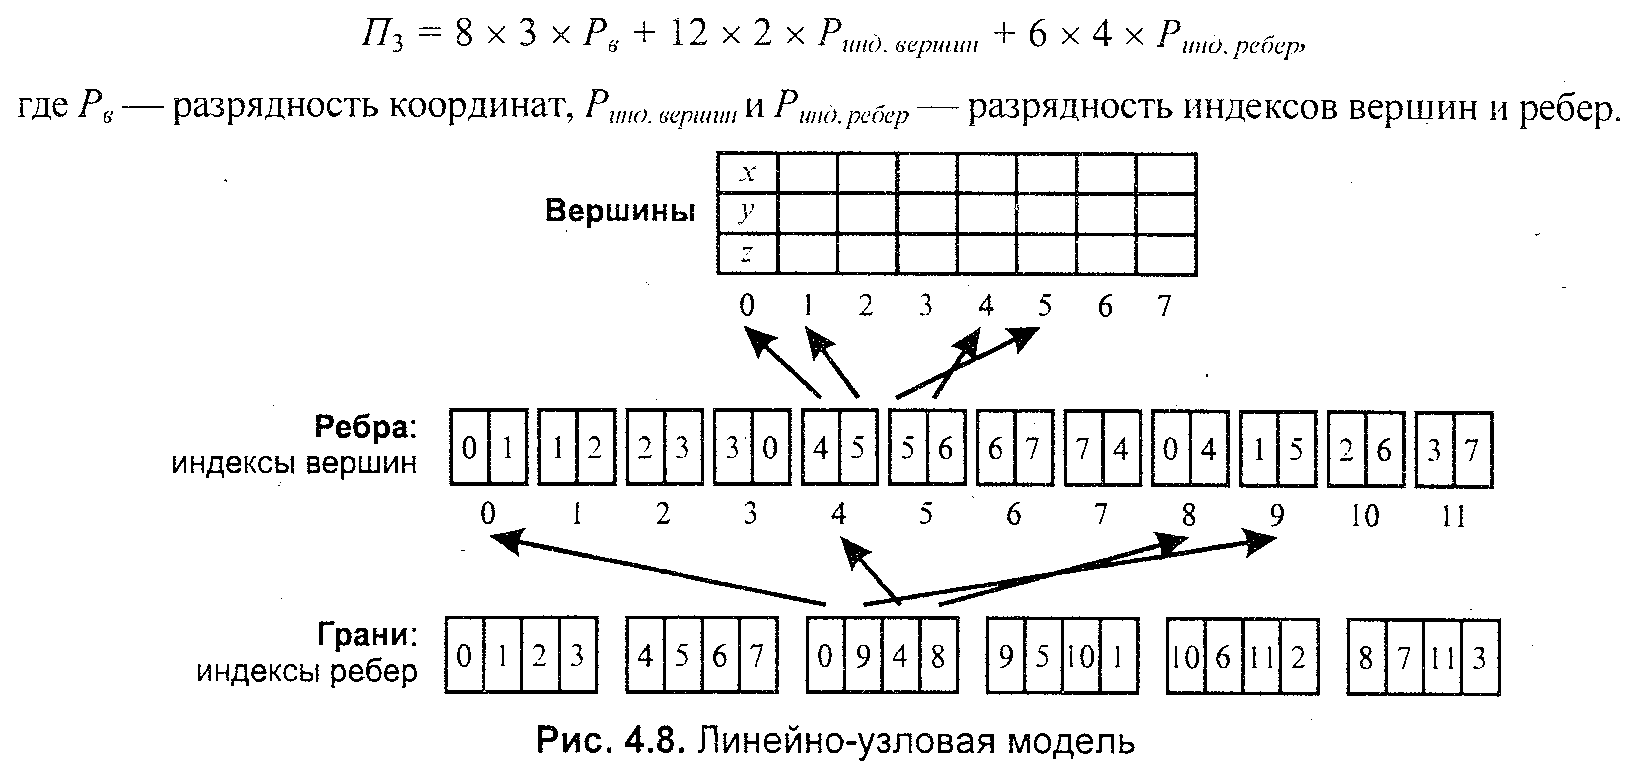 П₃ = 8 × 3 × Pв + 12 × 2 × Pинд. вершин + 6 × 4 × Pинд. ребер,
где Pв — разрядность координат, Pинд. вершин и Pинд. ребер — разрядность индексов вершин и ребер.
x
Вершины y
z
0 1 2 3 4 5 6 7
Ребра:
индексы вершин
0 1 1 2 2 3 3 0 4 5 5 6 6 7 7 4 0 4 1 5 2 6 3 7
0 1 2 3 4 5 6 7 8 9 10 11
Грани:
индексы ребер
0 1 2 3 4 5 6 7 0 9 4 8 9 5 10 1 10 6 11 2 8 7 11 3
Рис. 4.8. Линейно-узловая модель